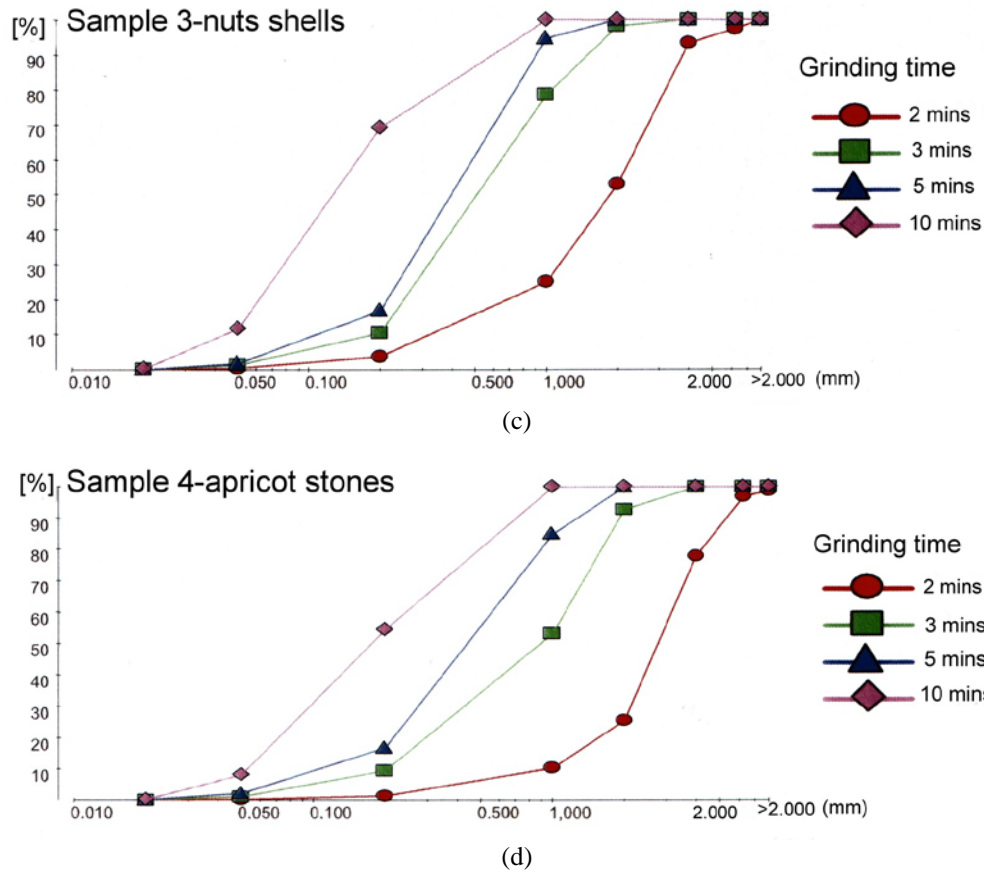 [%] Sample 3-nuts shells
90
80
70
60
50
40
30
20
10
0.010 0.050 0.100 0.500 1,000 2.000 >2.000 (mm)
Grinding time
2 mins
3 mins
5 mins
10 mins
(c)
[%] Sample 4-apricot stones
90
80
70
60
50
40
30
20
10
0.010 0.050 0.100 0.500 1,000 2.000 >2.000 (mm)
Grinding time
2 mins
3 mins
5 mins
10 mins
(d)